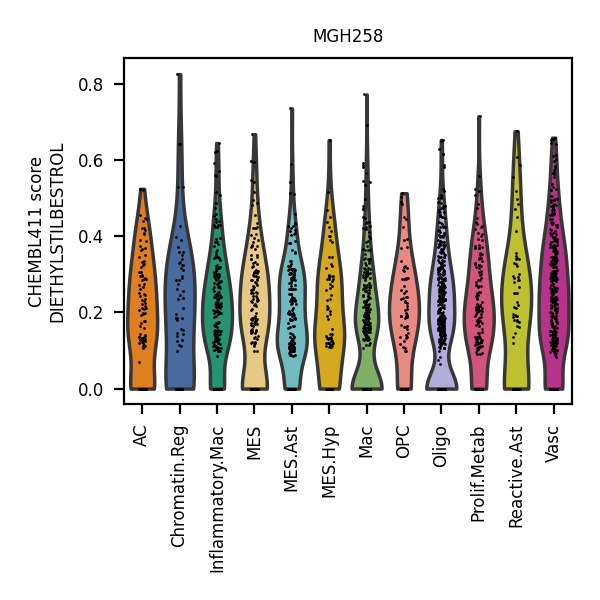 MGH258
CHEMBL411 score
DIETHYLSTILBESTROL
0.8
0.6
0.4
0.2
0.0
AC
Chromatin.Reg
Inflammatory.Mac
MES
MES.Ast
MES.Hyp
Mac
OPC
Oligo
Prolif.Metab
Reactive.Ast
Vasc